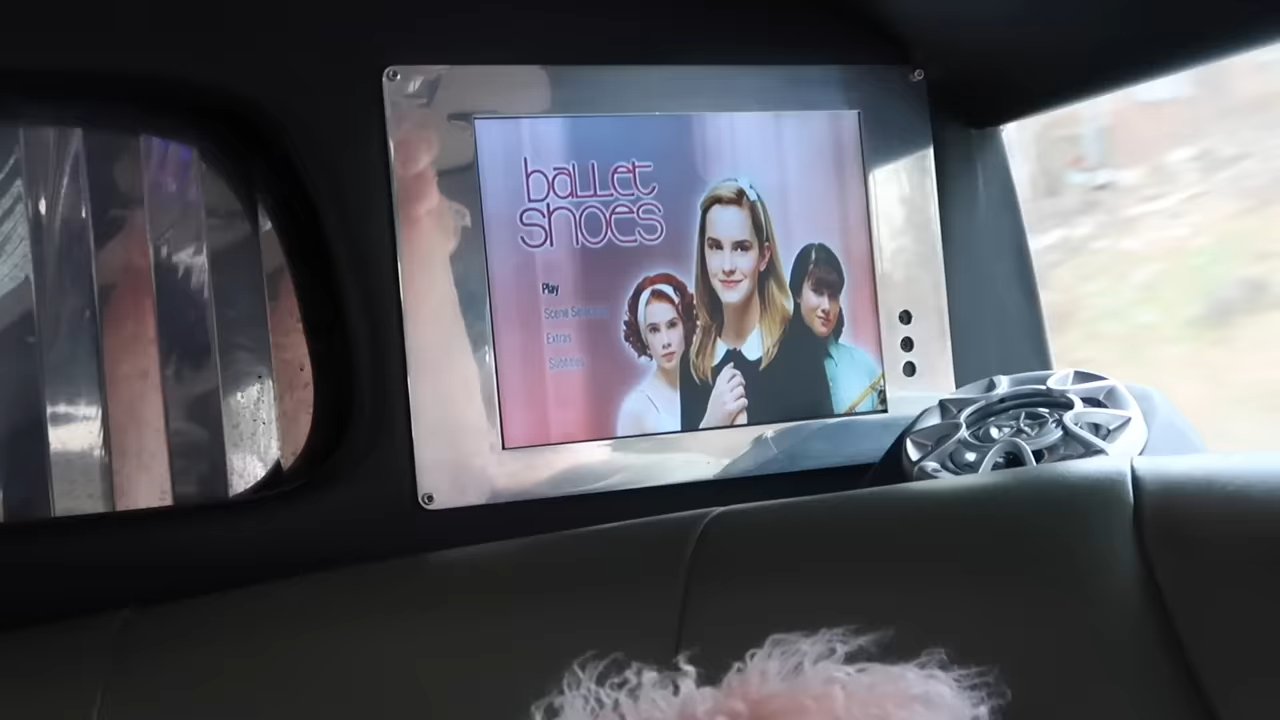 ballet
shoes
Play
Scene Selection
Extras
Subtitles